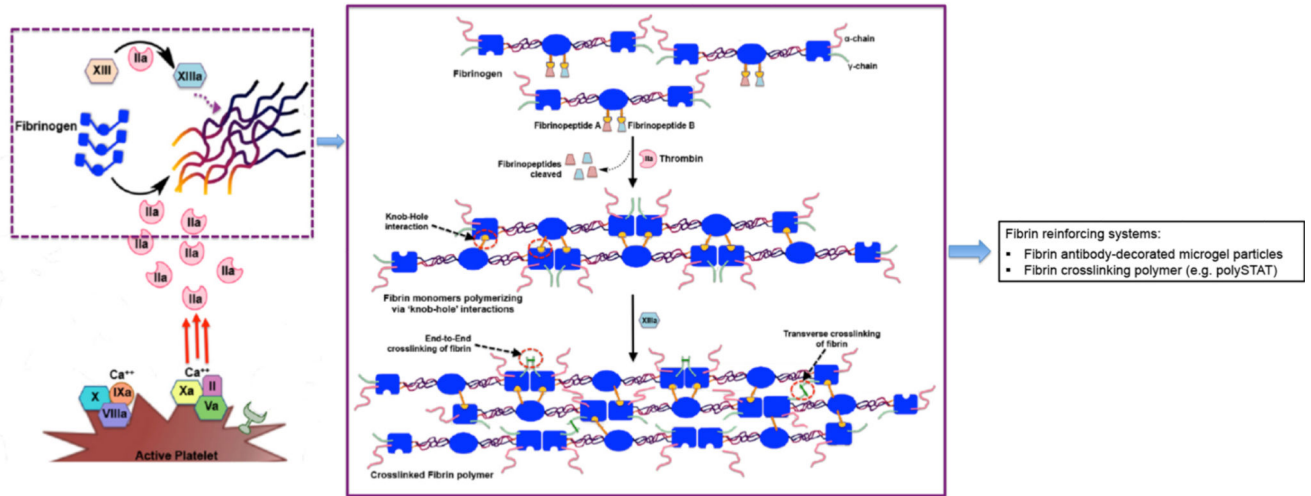 XIII
IIa
XIIIa
Fibrinogen
IIa
IIa
IIa
IIa
IIa
IIa
IIa
Ca⁺⁺
Ca⁺⁺
X
IXa
VIIIa
Xa
II
Va
Active Platelet
α-chain
γ-chain
Fibrinogen
Fibrinopeptide A
Fibrinopeptide B
Fibrinopeptides
cleaved
IIa
Thrombin
Knob-Hole
interaction
Fibrin monomers polymerizing
via 'knob-hole' interactions
XIIIa
End-to-End
crosslinking of fibrin
Transverse crosslinking
of fibrin
Crosslinked Fibrin polymer
Fibrin reinforcing systems:
▪ Fibrin antibody-decorated microgel particles
▪ Fibrin crosslinking polymer (e.g. polySTAT)